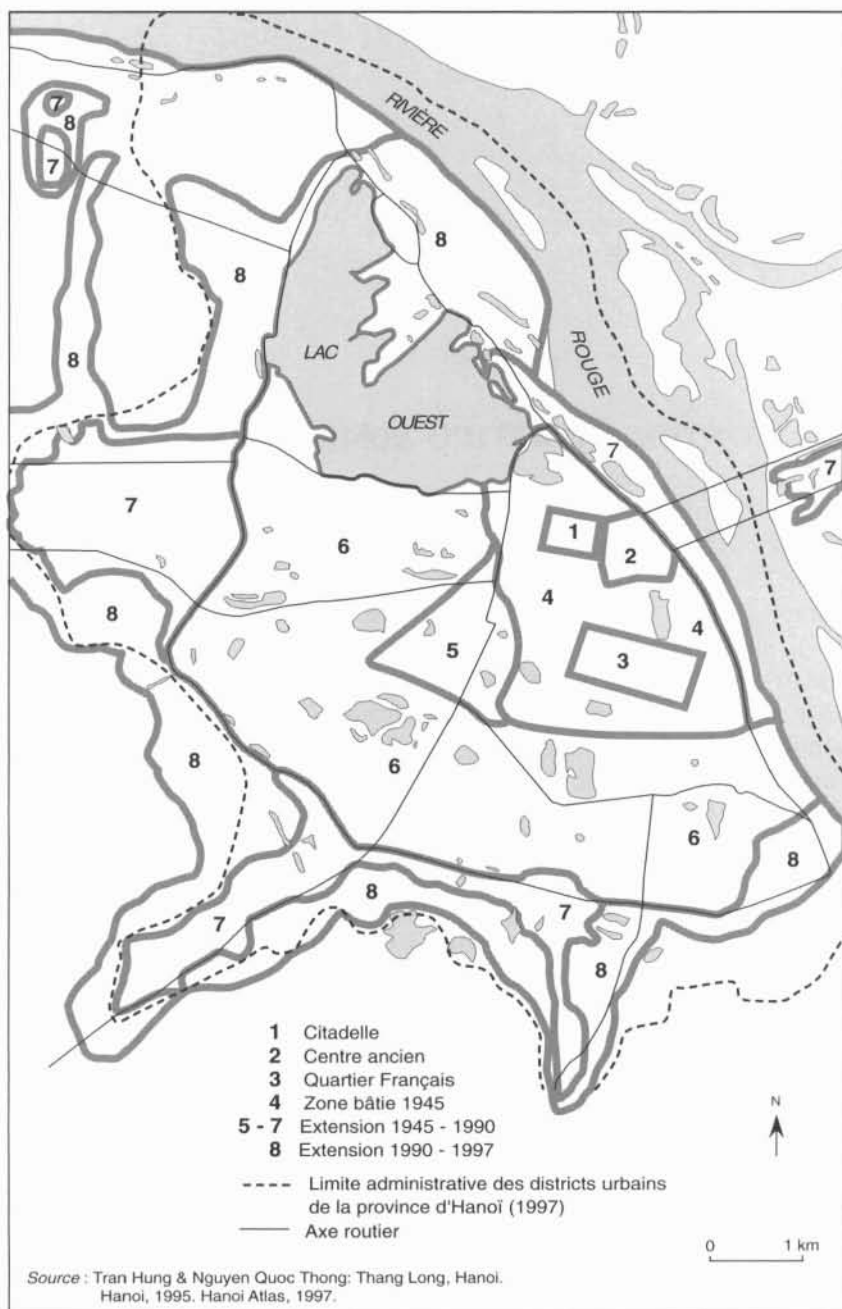 RIVIÈRE
7
8
7
8
8
8
LAC
ROUGE
OUEST
7
7
7
1
2
6
4
8
5
4
3
8
6
6
8
8
7
7
8
1 Citadelle
2 Centre ancien
3 Quartier Français
4 Zone bâtie 1945
5 - 7 Extension 1945 - 1990
8 Extension 1990 - 1997
N
Limite administrative des districts urbains
de la province d'Hanoï (1997)
Axe routier
0 1 km
Source : Tran Hung & Nguyen Quoc Thong: Thang Long, Hanoi.
Hanoi, 1995. Hanoi Atlas, 1997.